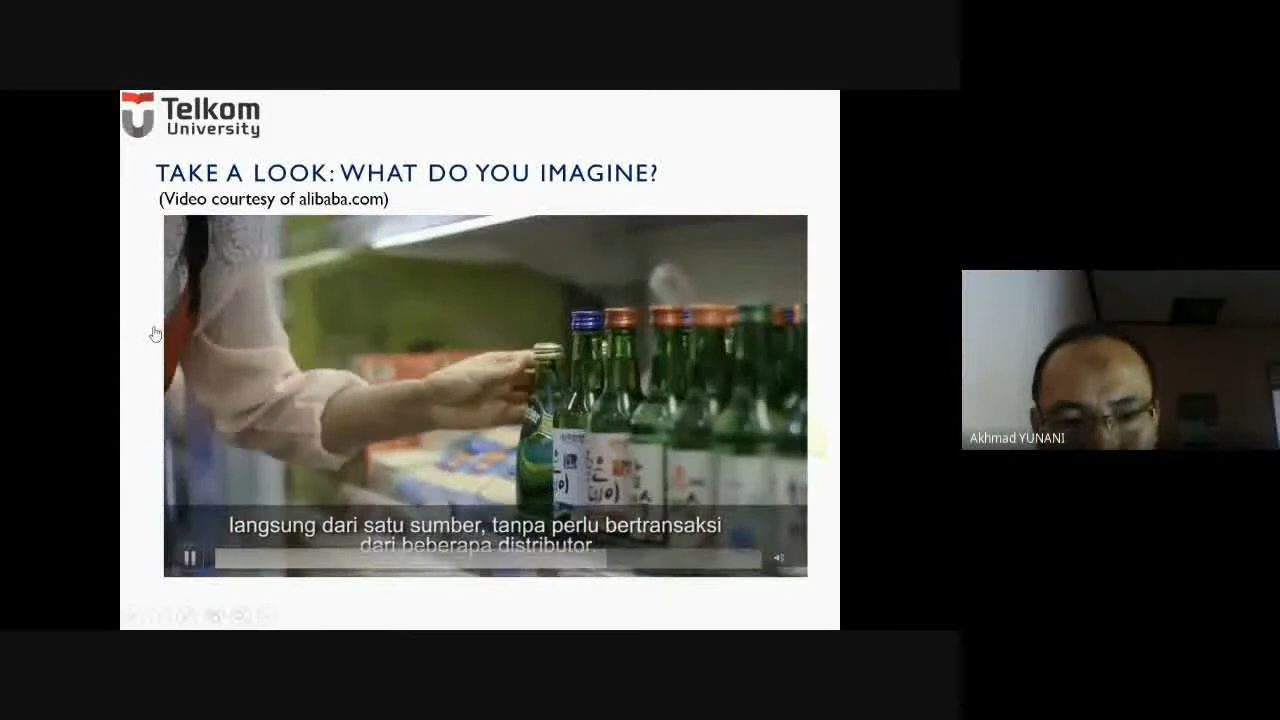 Telkom
University
TAKE A LOOK: WHAT DO YOU IMAGINE?
(Video courtesy of alibaba.com)
langsung dari satu sumber, tanpa perlu bertransaksi
dari beberapa distributor.
Akhmad YUNANI